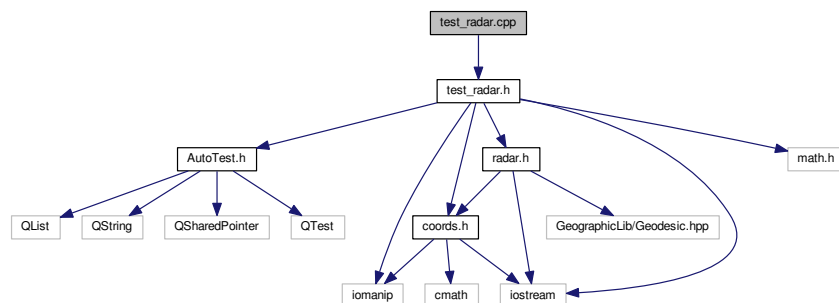 test_radar.cpp
test_radar.h
AutoTest.h
radar.h
math.h
QList
QString
QSharedPointer
QTest
coords.h
GeographicLib/Geodesic.hpp
iomanip
cmath
iostream